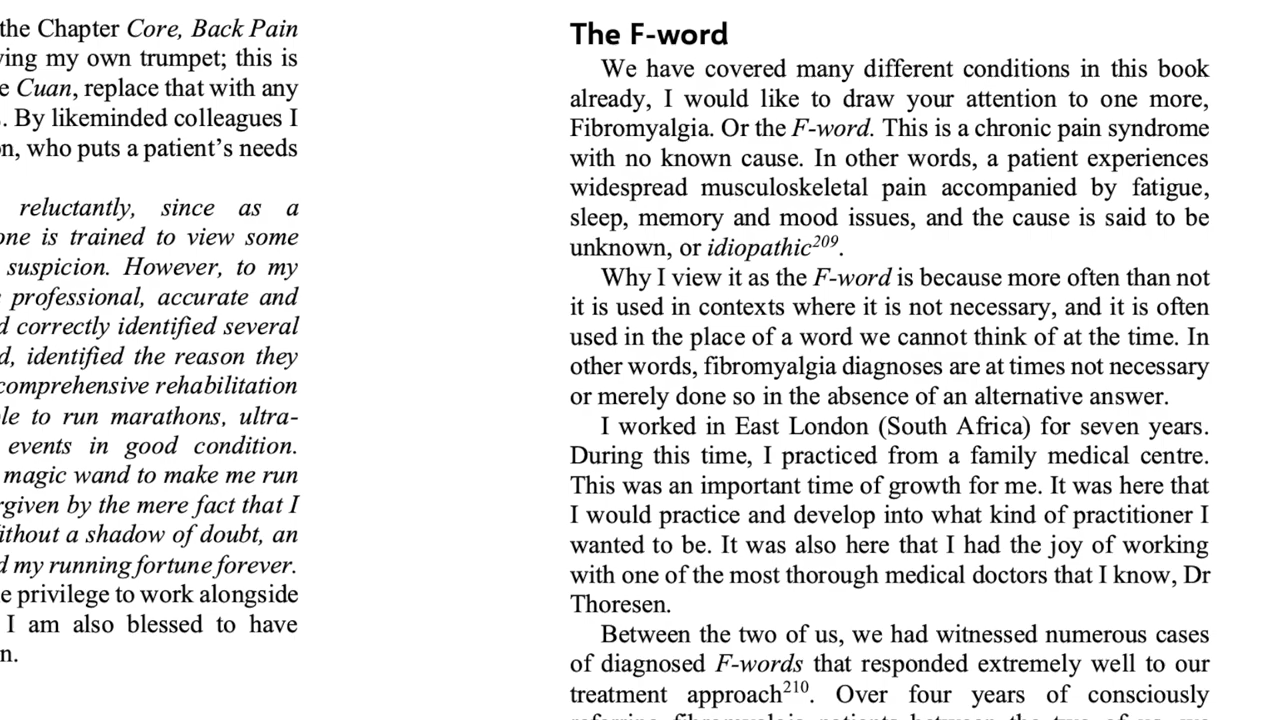 the Chapter Core, Back Pain
ving my own trumpet; this is
e Cuan, replace that with any
. By likeminded colleagues I
on, who puts a patient's needs
reluctantly, since as a
one is trained to view some
suspicion. However, to my
professional, accurate and
d correctly identified several
d, identified the reason they
comprehensive rehabilitation
le to run marathons, ultra-
events in good condition.
magic wand to make me run
rgiven by the mere fact that I
ithout a shadow of doubt, an
d my running fortune forever.
e privilege to work alongside
I am also blessed to have
n.
The F-word
We have covered many different conditions in this book
already, I would like to draw your attention to one more,
Fibromyalgia. Or the F-word. This is a chronic pain syndrome
with no known cause. In other words, a patient experiences
widespread musculoskeletal pain accompanied by fatigue,
sleep, memory and mood issues, and the cause is said to be
unknown, or idiopathic209.
Why I view it as the F-word is because more often than not
it is used in contexts where it is not necessary, and it is often
used in the place of a word we cannot think of at the time. In
other words, fibromyalgia diagnoses are at times not necessary
or merely done so in the absence of an alternative answer.
I worked in East London (South Africa) for seven years.
During this time, I practiced from a family medical centre.
This was an important time of growth for me. It was here that
I would practice and develop into what kind of practitioner I
wanted to be. It was also here that I had the joy of working
with one of the most thorough medical doctors that I know, Dr
Thoresen.
Between the two of us, we had witnessed numerous cases
of diagnosed F-words that responded extremely well to our
treatment approach210. Over four years of consciously